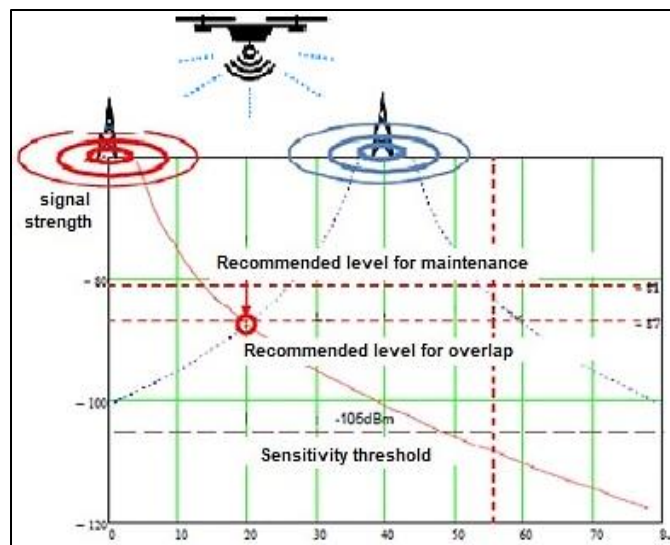 signal
strength
Recommended level for maintenance
-80
-81
-87
Recommended level for overlap
-100
-105dBm
Sensitivity threshold
-120
0
10
20
30
40
50
60
70